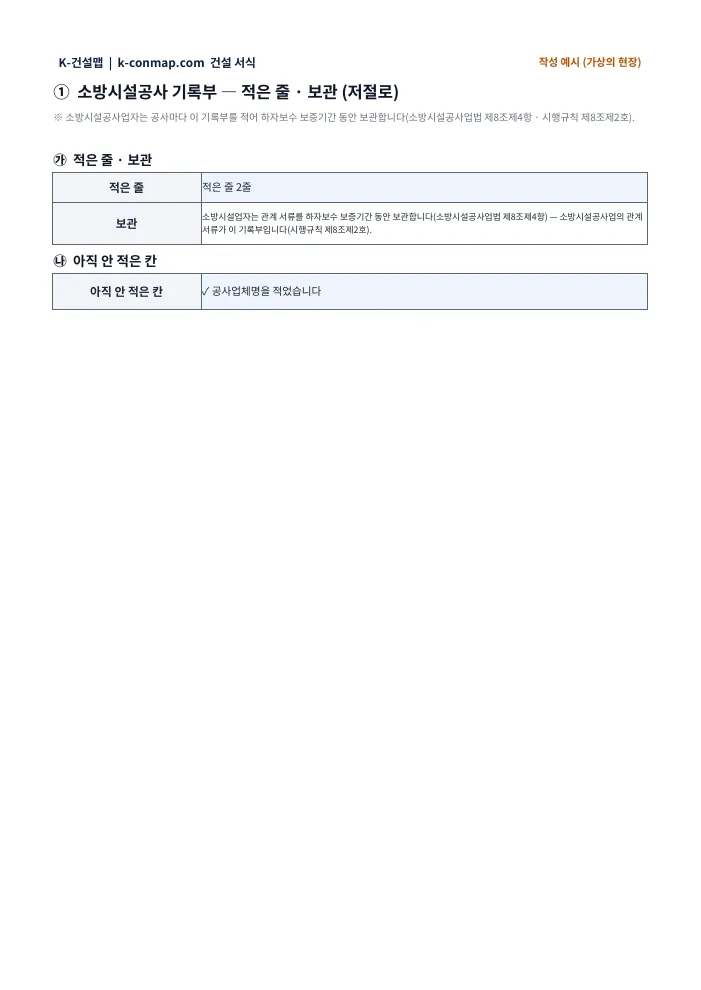 K-건설맵 | k-conmap.com 건설 서식
작성 예시 (가상의 현장)
① 소방시설공사 기록부 — 적은 줄 · 보관 (저절로)
※ 소방시설공사업자는 공사마다 이 기록부를 적어 하자보수 보증기간 동안 보관합니다(소방시설공사업법 제8조제4항 · 시행규칙 제8조제2호).
㉮ 적은 줄 · 보관
적은 줄
적은 줄 2줄
보관
소방시설업자는 관계 서류를 하자보수 보증기간 동안 보관합니다(소방시설공사업법 제8조제4항) — 소방시설공사업의 관계
서류가 이 기록부입니다(시행규칙 제8조제2호).
㉯ 아직 안 적은 칸
아직 안 적은 칸
✓ 공사업체명을 적었습니다